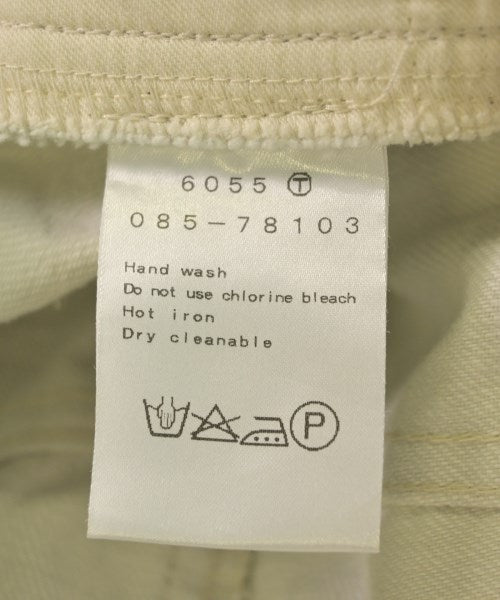 6055 Ⓣ
085-78103
Hand wash
Do not use chlorine bleach
Hot iron
Dry cleanable
P